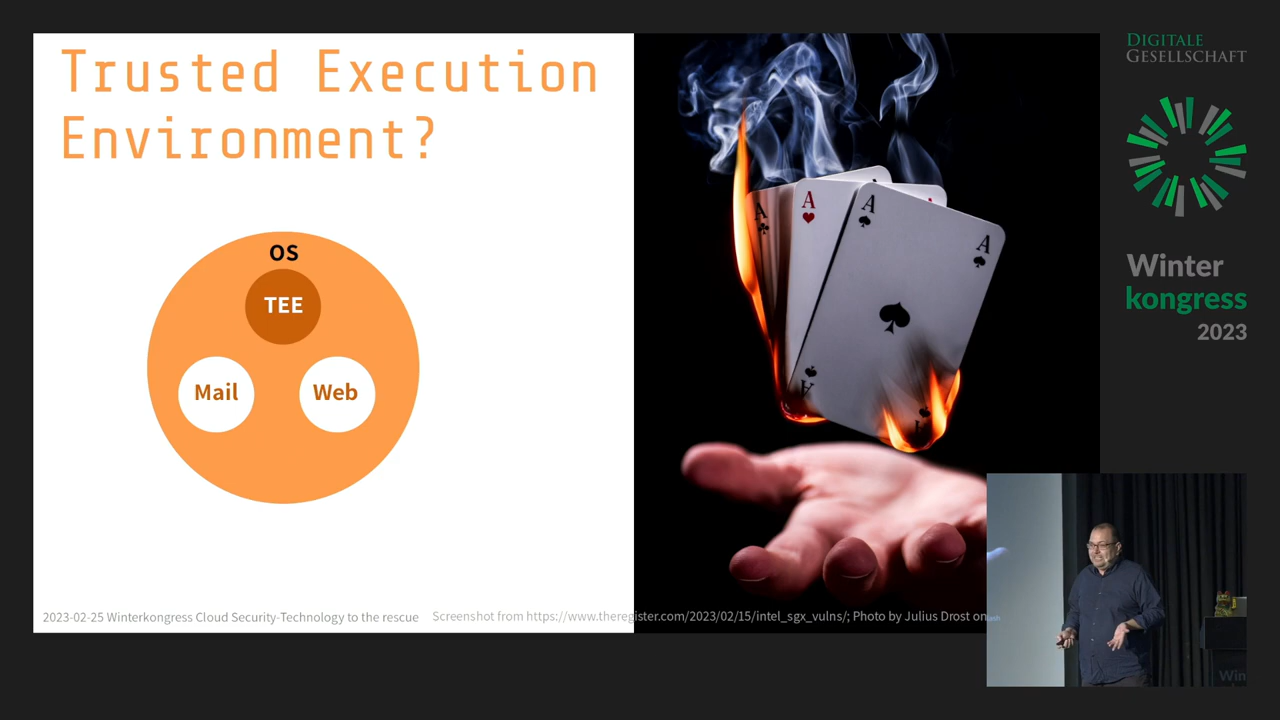 Trusted Execution
Environment?
OS
TEE
Mail
Web
2023-02-25 Winterkongress Cloud Security-Technology to the rescue
Screenshot from https://www.theregister.com/2023/02/15/intel_sgx_vulns/; Photo by Julius Drost on
A
A
A
A
A
DIGITALE
GESELLSCHAFT
Winter
kongress
2023
Win